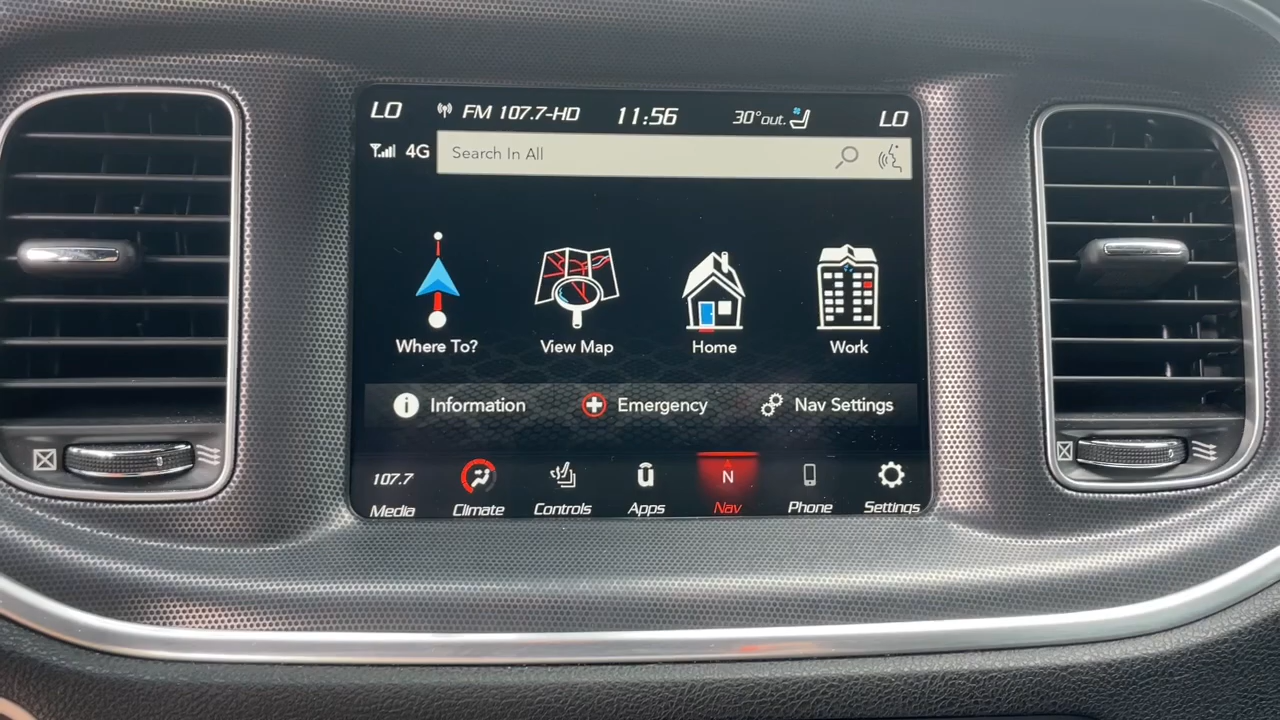 LO FM 107.7-HD 11:56 30°out. LO
4G Search In All
Where To? View Map Home Work
Information Emergency Nav Settings
107.7 N
Media Climate Controls Apps Nav Phone Settings